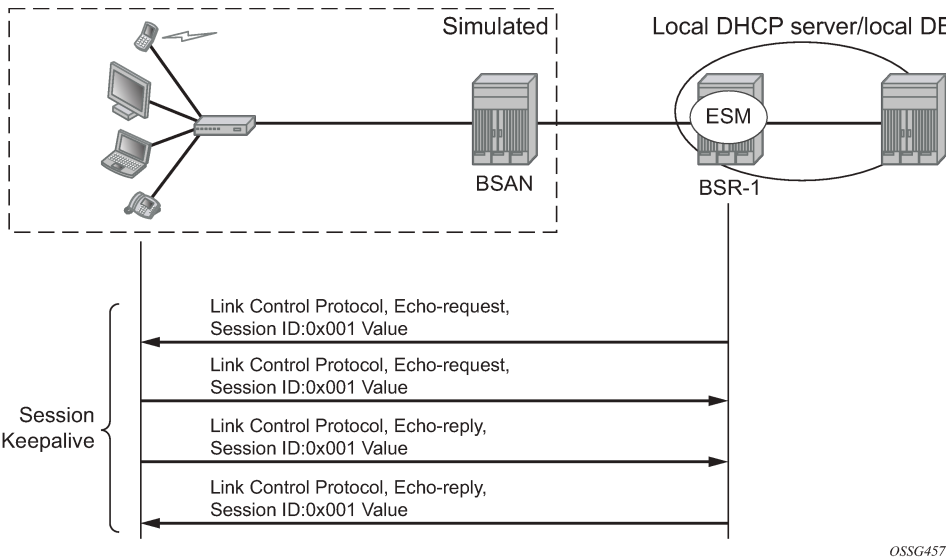 Simulated
Local DHCP server/local DB
ESM
BSAN
BSR-1
Link Control Protocol, Echo-request,
Session ID:0x001 Value
Link Control Protocol, Echo-request,
Session ID:0x001 Value
Session
Keepalive
Link Control Protocol, Echo-reply,
Session ID:0x001 Value
Link Control Protocol, Echo-reply,
Session ID:0x001 Value
OSSG457